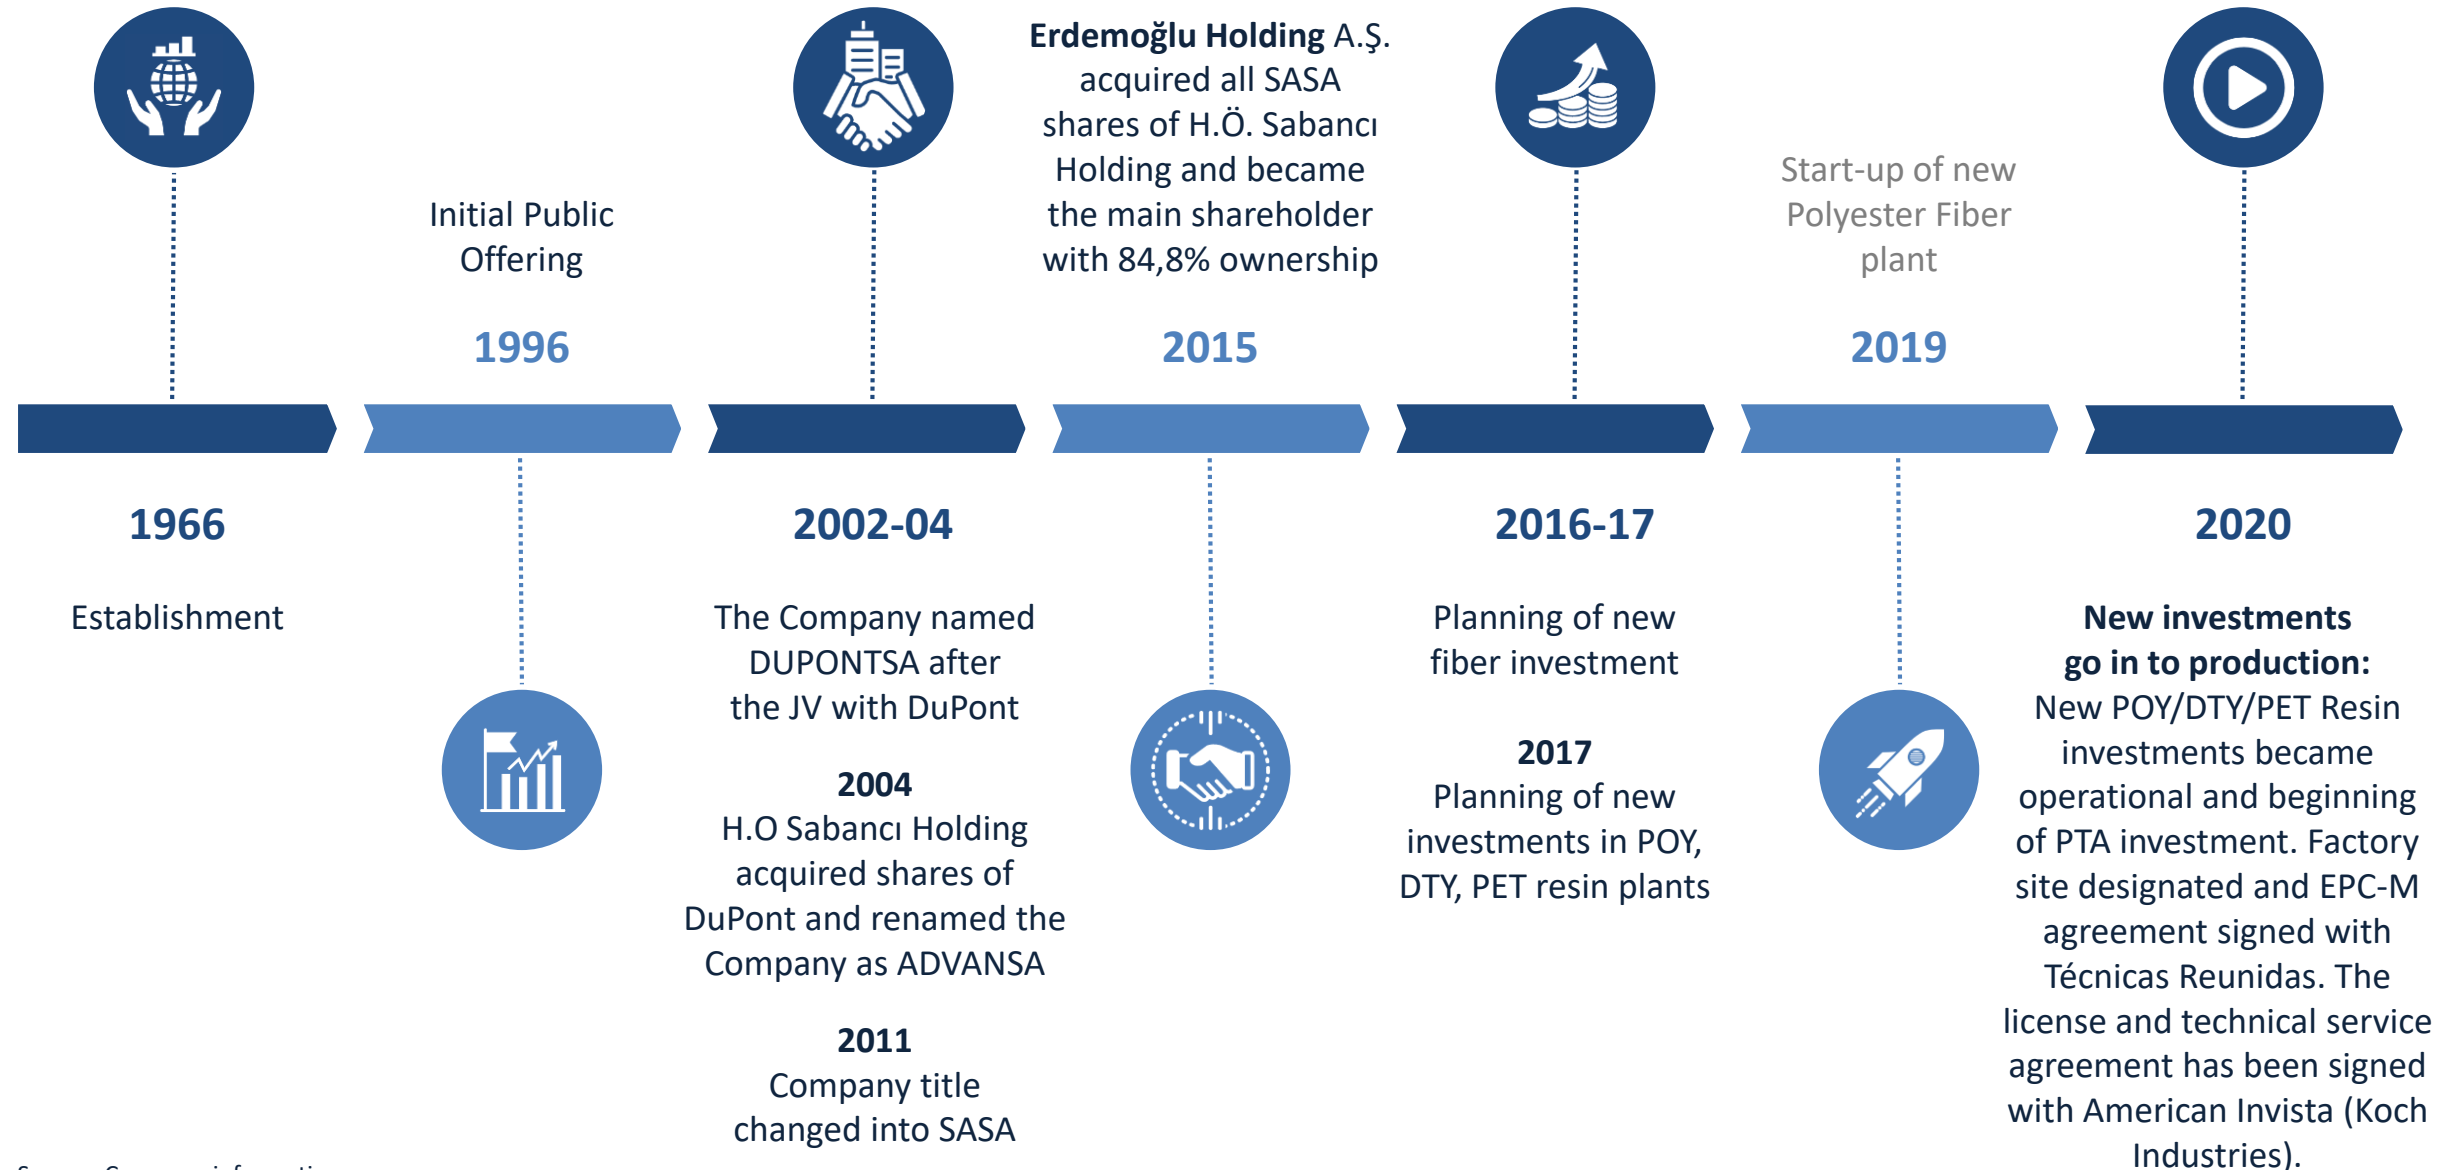 1966
Establishment
Initial Public
Offering
1996
2002-04
The Company named
DUPONTSA after
the JV with DuPont
2004
H.O Sabancı Holding
acquired shares of
DuPont and renamed the
Company as ADVANSA
2011
Company title
changed into SASA
Erdemoğlu Holding A.Ş.
acquired all SASA
shares of H.Ö. Sabancı
Holding and became
the main shareholder
with 84,8% ownership
2015
2016-17
Planning of new
fiber investment
2017
Planning of new
investments in POY,
DTY, PET resin plants
Start-up of new
Polyester Fiber
plant
2019
2020
New investments
go in to production:
New POY/DTY/PET Resin
investments became
operational and beginning
of PTA investment. Factory
site designated and EPC-M
agreement signed with
Técnicas Reunidas. The
license and technical service
agreement has been signed
with American Invista (Koch
Industries).